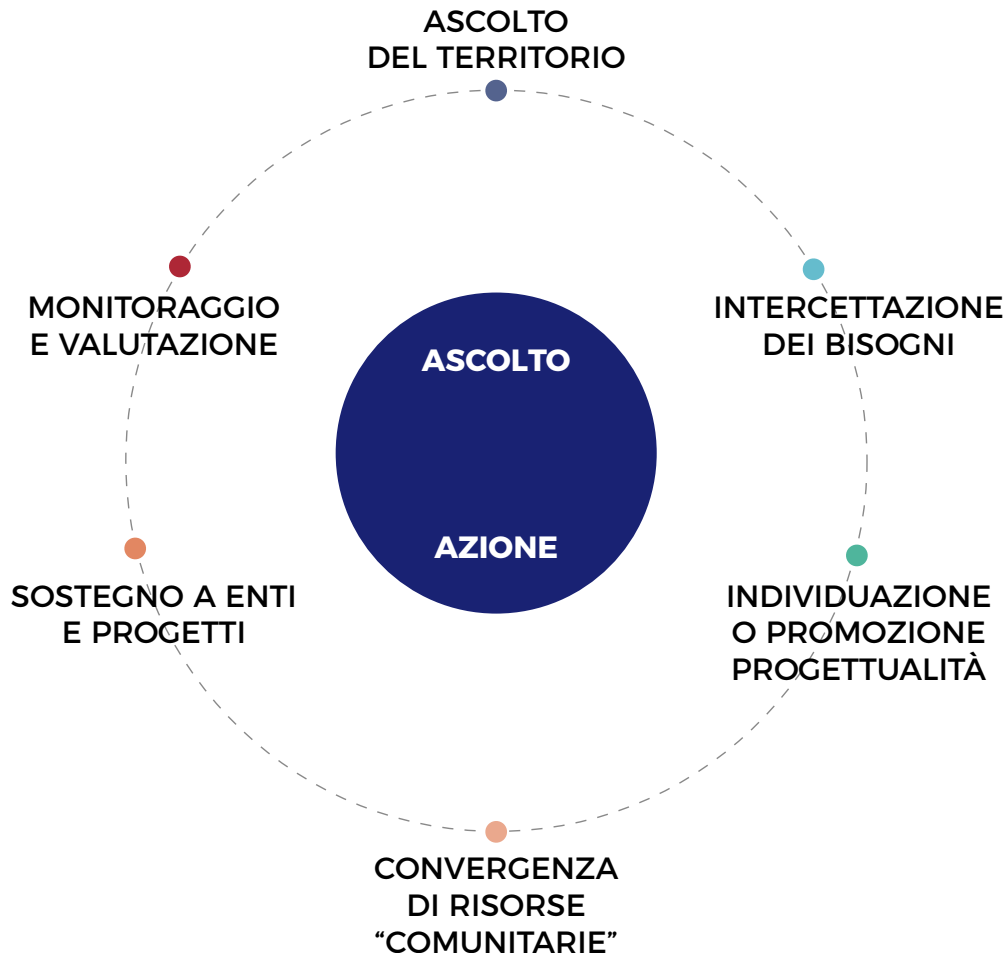 ASCOLTO
DEL TERRITORIO
MONITORAGGIO
E VALUTAZIONE
INTERCETTAZIONE
DEI BISOGNI
ASCOLTO
AZIONE
SOSTEGNO A ENTI
E PROGETTI
INDIVIDUAZIONE
O PROMOZIONE
PROGETTUALITÀ
CONVERGENZA
DI RISORSE
“COMUNITARIE”